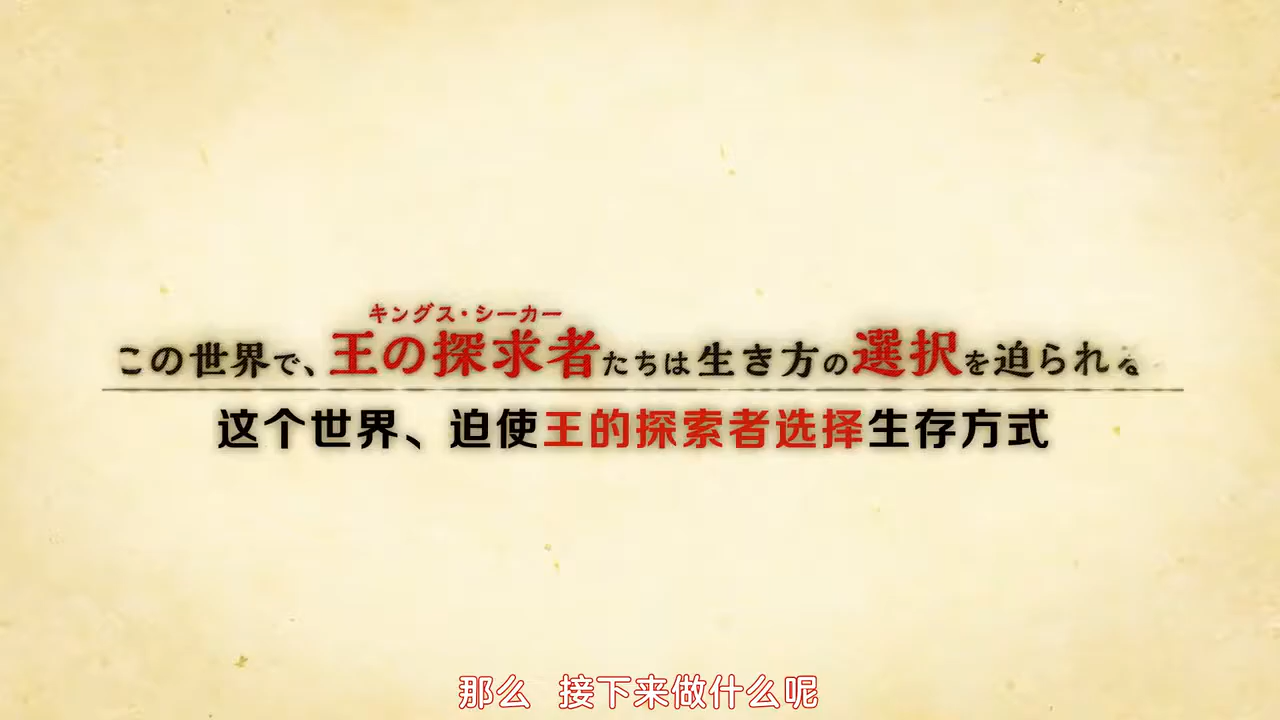 キングス・シーカー
この世界で、王の探求者たちは生き方の選択を迫られる
这个世界、迫使王的探索者选择生存方式
那么 接下来做什么呢